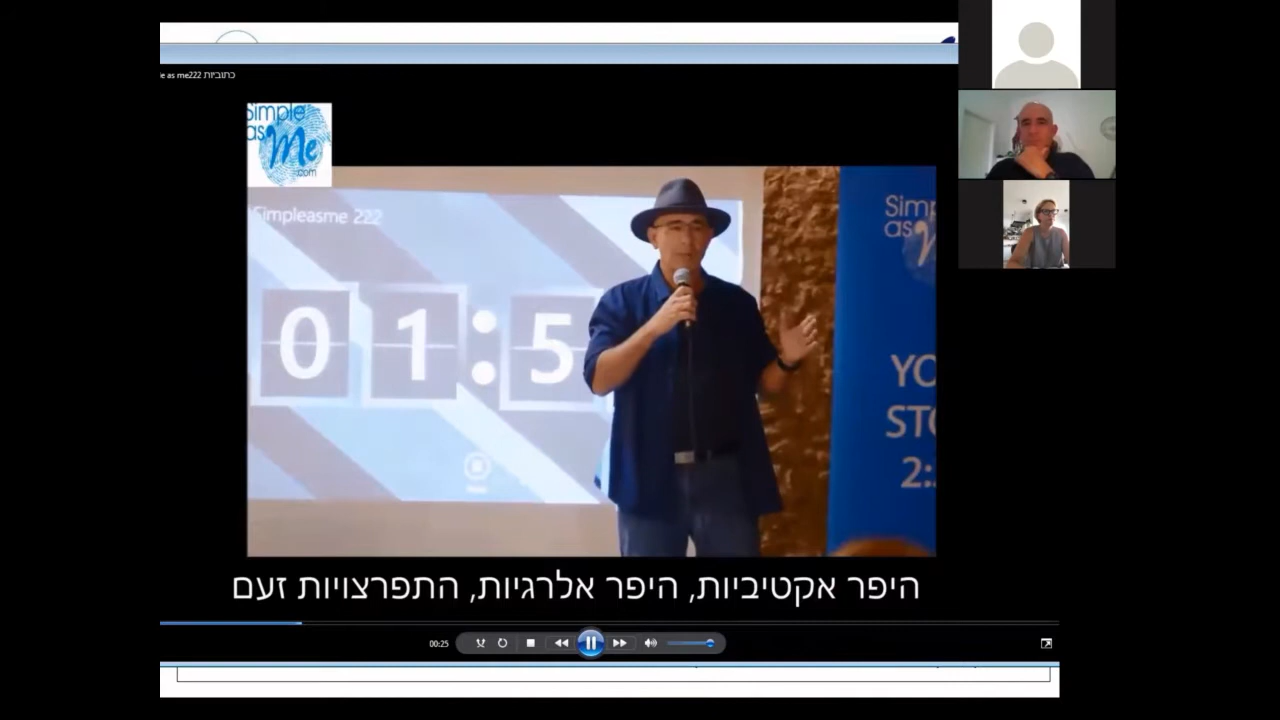 כתוביות simple as me222
Simple
as
Me
.com
Simpleasme 222
01:5
Simp
as
YO
STO
2:
היפר אקטיביות, היפר אלרגיות, התפרצויות זעם
00:25